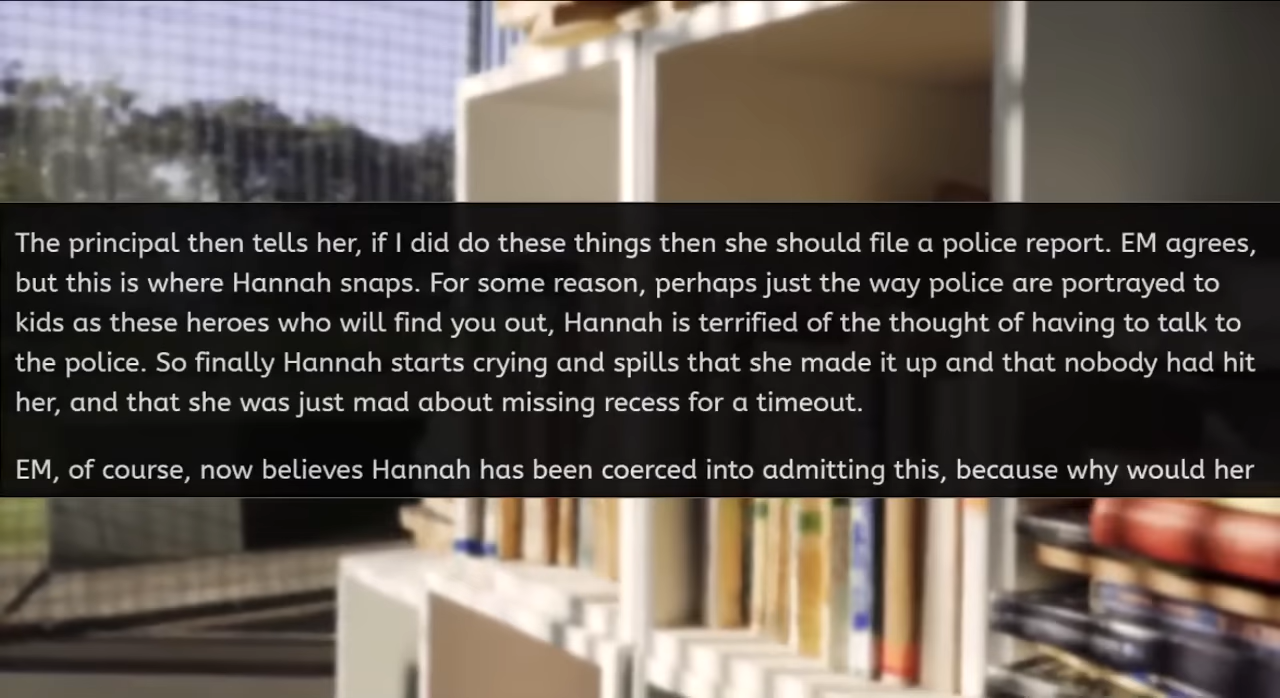 The principal then tells her, if I did do these things then she should file a police report. EM agrees,
but this is where Hannah snaps. For some reason, perhaps just the way police are portrayed to
kids as these heroes who will find you out, Hannah is terrified of the thought of having to talk to
the police. So finally Hannah starts crying and spills that she made it up and that nobody had hit
her, and that she was just mad about missing recess for a timeout.
EM, of course, now believes Hannah has been coerced into admitting this, because why would her